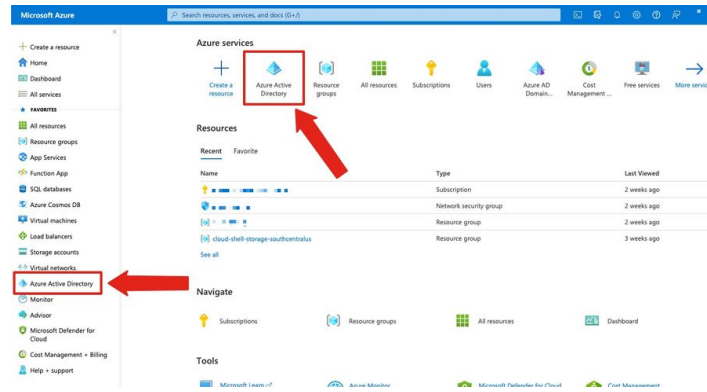 Microsoft Azure
Search resources, services, and docs (G+/)
Create a resource
Home
Dashboard
All services
FAVORITES
All resources
Resource groups
App Services
Function App
SQL databases
Azure Cosmos DB
Virtual machines
Load balancers
Storage accounts
Virtual networks
Azure Active Directory
Monitor
Advisor
Microsoft Defender for
Cloud
Cost Management + Billing
Help + support
Azure services
Create a
resource
Azure Active
Directory
Resource
groups
All resources
Subscriptions
Users
Azure AD
Domain...
Cost
Management ...
Free services
More servic
Resources
Recent Favorite
Name Type Last Viewed
Subscription 2 weeks ago
Network security group 2 weeks ago
Resource group 2 weeks ago
cloud-shell-storage-southcentralus Resource group 3 weeks ago
See all
Navigate
Subscriptions Resource groups All resources Dashboard
Tools
Microsoft Learn Azure Monitor Microsoft Defender for Cloud Cost Management